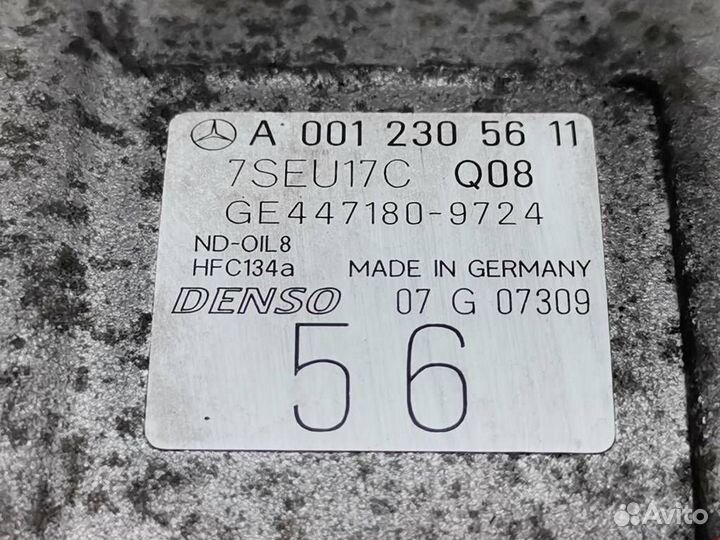 A 001 230 56 11
7SEU17C Q08
GE447180-9724
ND-OIL8
HFC134a MADE IN GERMANY
DENSO 07 G 07309
56
Avito